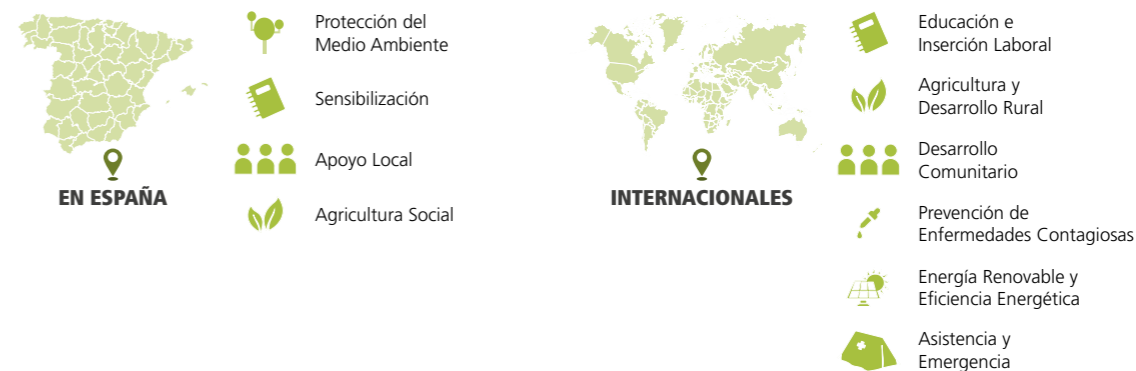 Protección del
Medio Ambiente
Sensibilización
Apoyo Local
Agricultura Social
EN ESPAÑA
Educación e
Inserción Laboral
Agricultura y
Desarrollo Rural
Desarrollo
Comunitario
Prevención de
Enfermedades Contagiosas
Energía Renovable y
Eficiencia Energética
Asistencia y
Emergencia
INTERNACIONALES